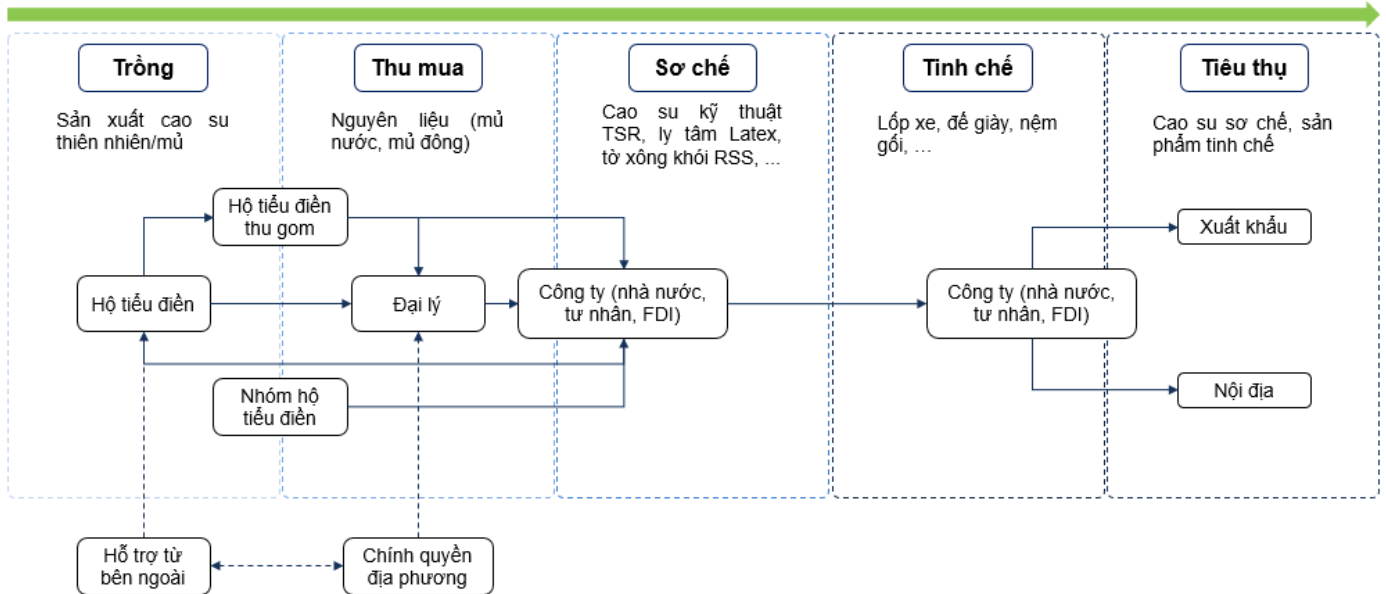 Trồng
Thu mua
Sơ chế
Tinh chế
Tiêu thụ
Sản xuất cao su
thiên nhiên/mủ
Nguyên liệu (mủ
nước, mủ đông)
Cao su kỹ thuật
TSR, ly tâm Latex,
tờ xông khói RSS, ...
Lốp xe, đế giày, nệm
gối, …
Cao su sơ chế, sản
phẩm tinh chế
Hộ tiểu điền
thu gom
Xuất khẩu
Hộ tiểu điền
Đại lý
Công ty (nhà nước,
tư nhân, FDI)
Công ty (nhà nước,
tư nhân, FDI)
Nhóm hộ
tiểu điền
Nội địa
Hỗ trợ từ
bên ngoài
Chính quyền
địa phương